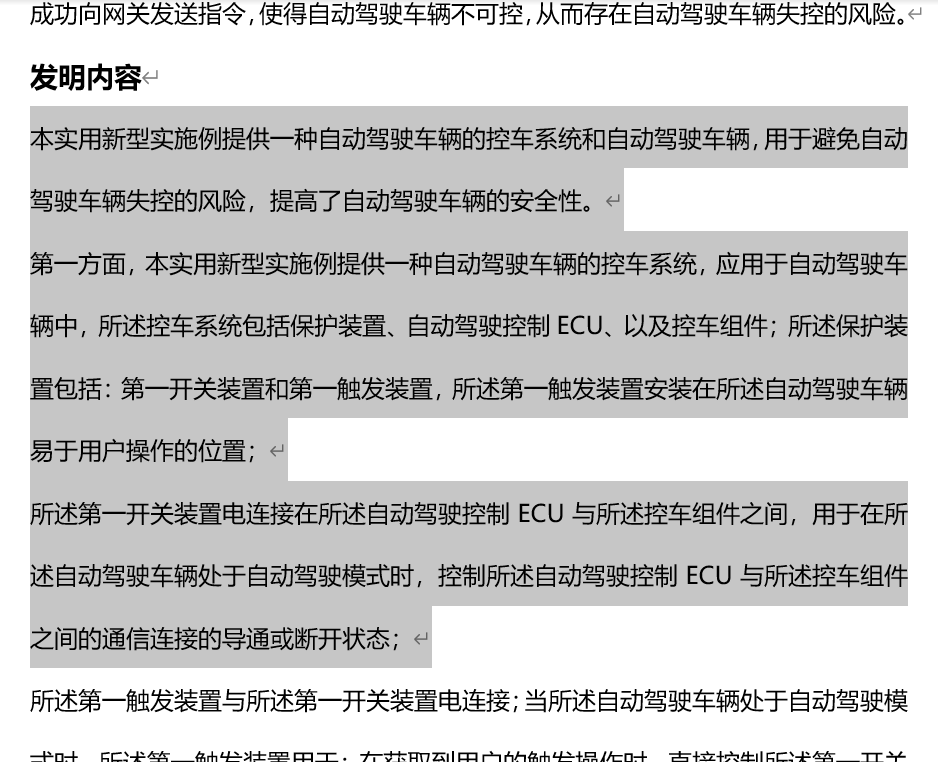 成功向网关发送指令，使得自动驾驶车辆不可控，从而存在自动驾驶车辆失控的风险。
发明内容
本实用新型实施例提供一种自动驾驶车辆的控车系统和自动驾驶车辆，用于避免自动
驾驶车辆失控的风险，提高了自动驾驶车辆的安全性。
第一方面，本实用新型实施例提供一种自动驾驶车辆的控车系统，应用于自动驾驶车
辆中，所述控车系统包括保护装置、自动驾驶控制 ECU、以及控车组件；所述保护装
置包括：第一开关装置和第一触发装置，所述第一触发装置安装在所述自动驾驶车辆
易于用户操作的位置；
所述第一开关装置电连接在所述自动驾驶控制 ECU 与所述控车组件之间，用于在所
述自动驾驶车辆处于自动驾驶模式时，控制所述自动驾驶控制 ECU 与所述控车组件
之间的通信连接的导通或断开状态；
所述第一触发装置与所述第一开关装置电连接；当所述自动驾驶车辆处于自动驾驶模
式时，所述第一触发装置用于：在获取到用户的触发操作时，直接控制所述第一开关